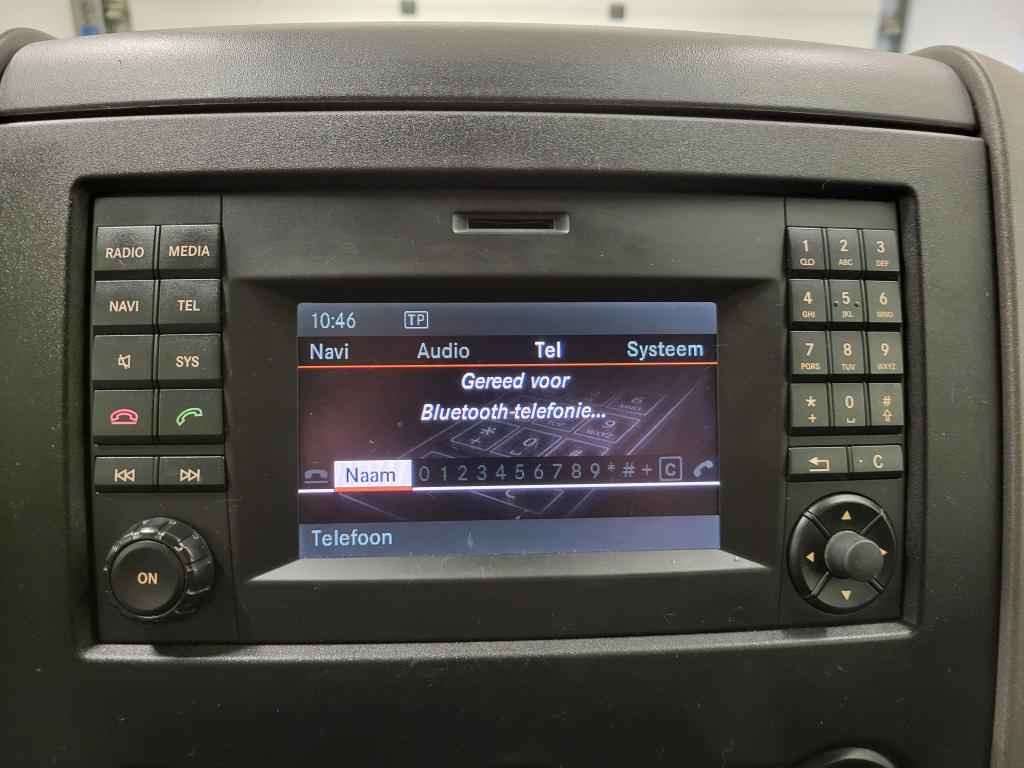 RADIO MEDIA
NAVI TEL
SYS
ON
10:46 TP
Navi Audio Tel Systeem
Gereed voor
Bluetooth-telefonie...
Naam 0 1 2 3 4 5 6 7 8 9 * # + C
Telefoon
1 2 3
ABC DEF
4 5 6
GHI JKL MNO
7 8 9
PQRS TUV WXYZ
* 0 #
+
C